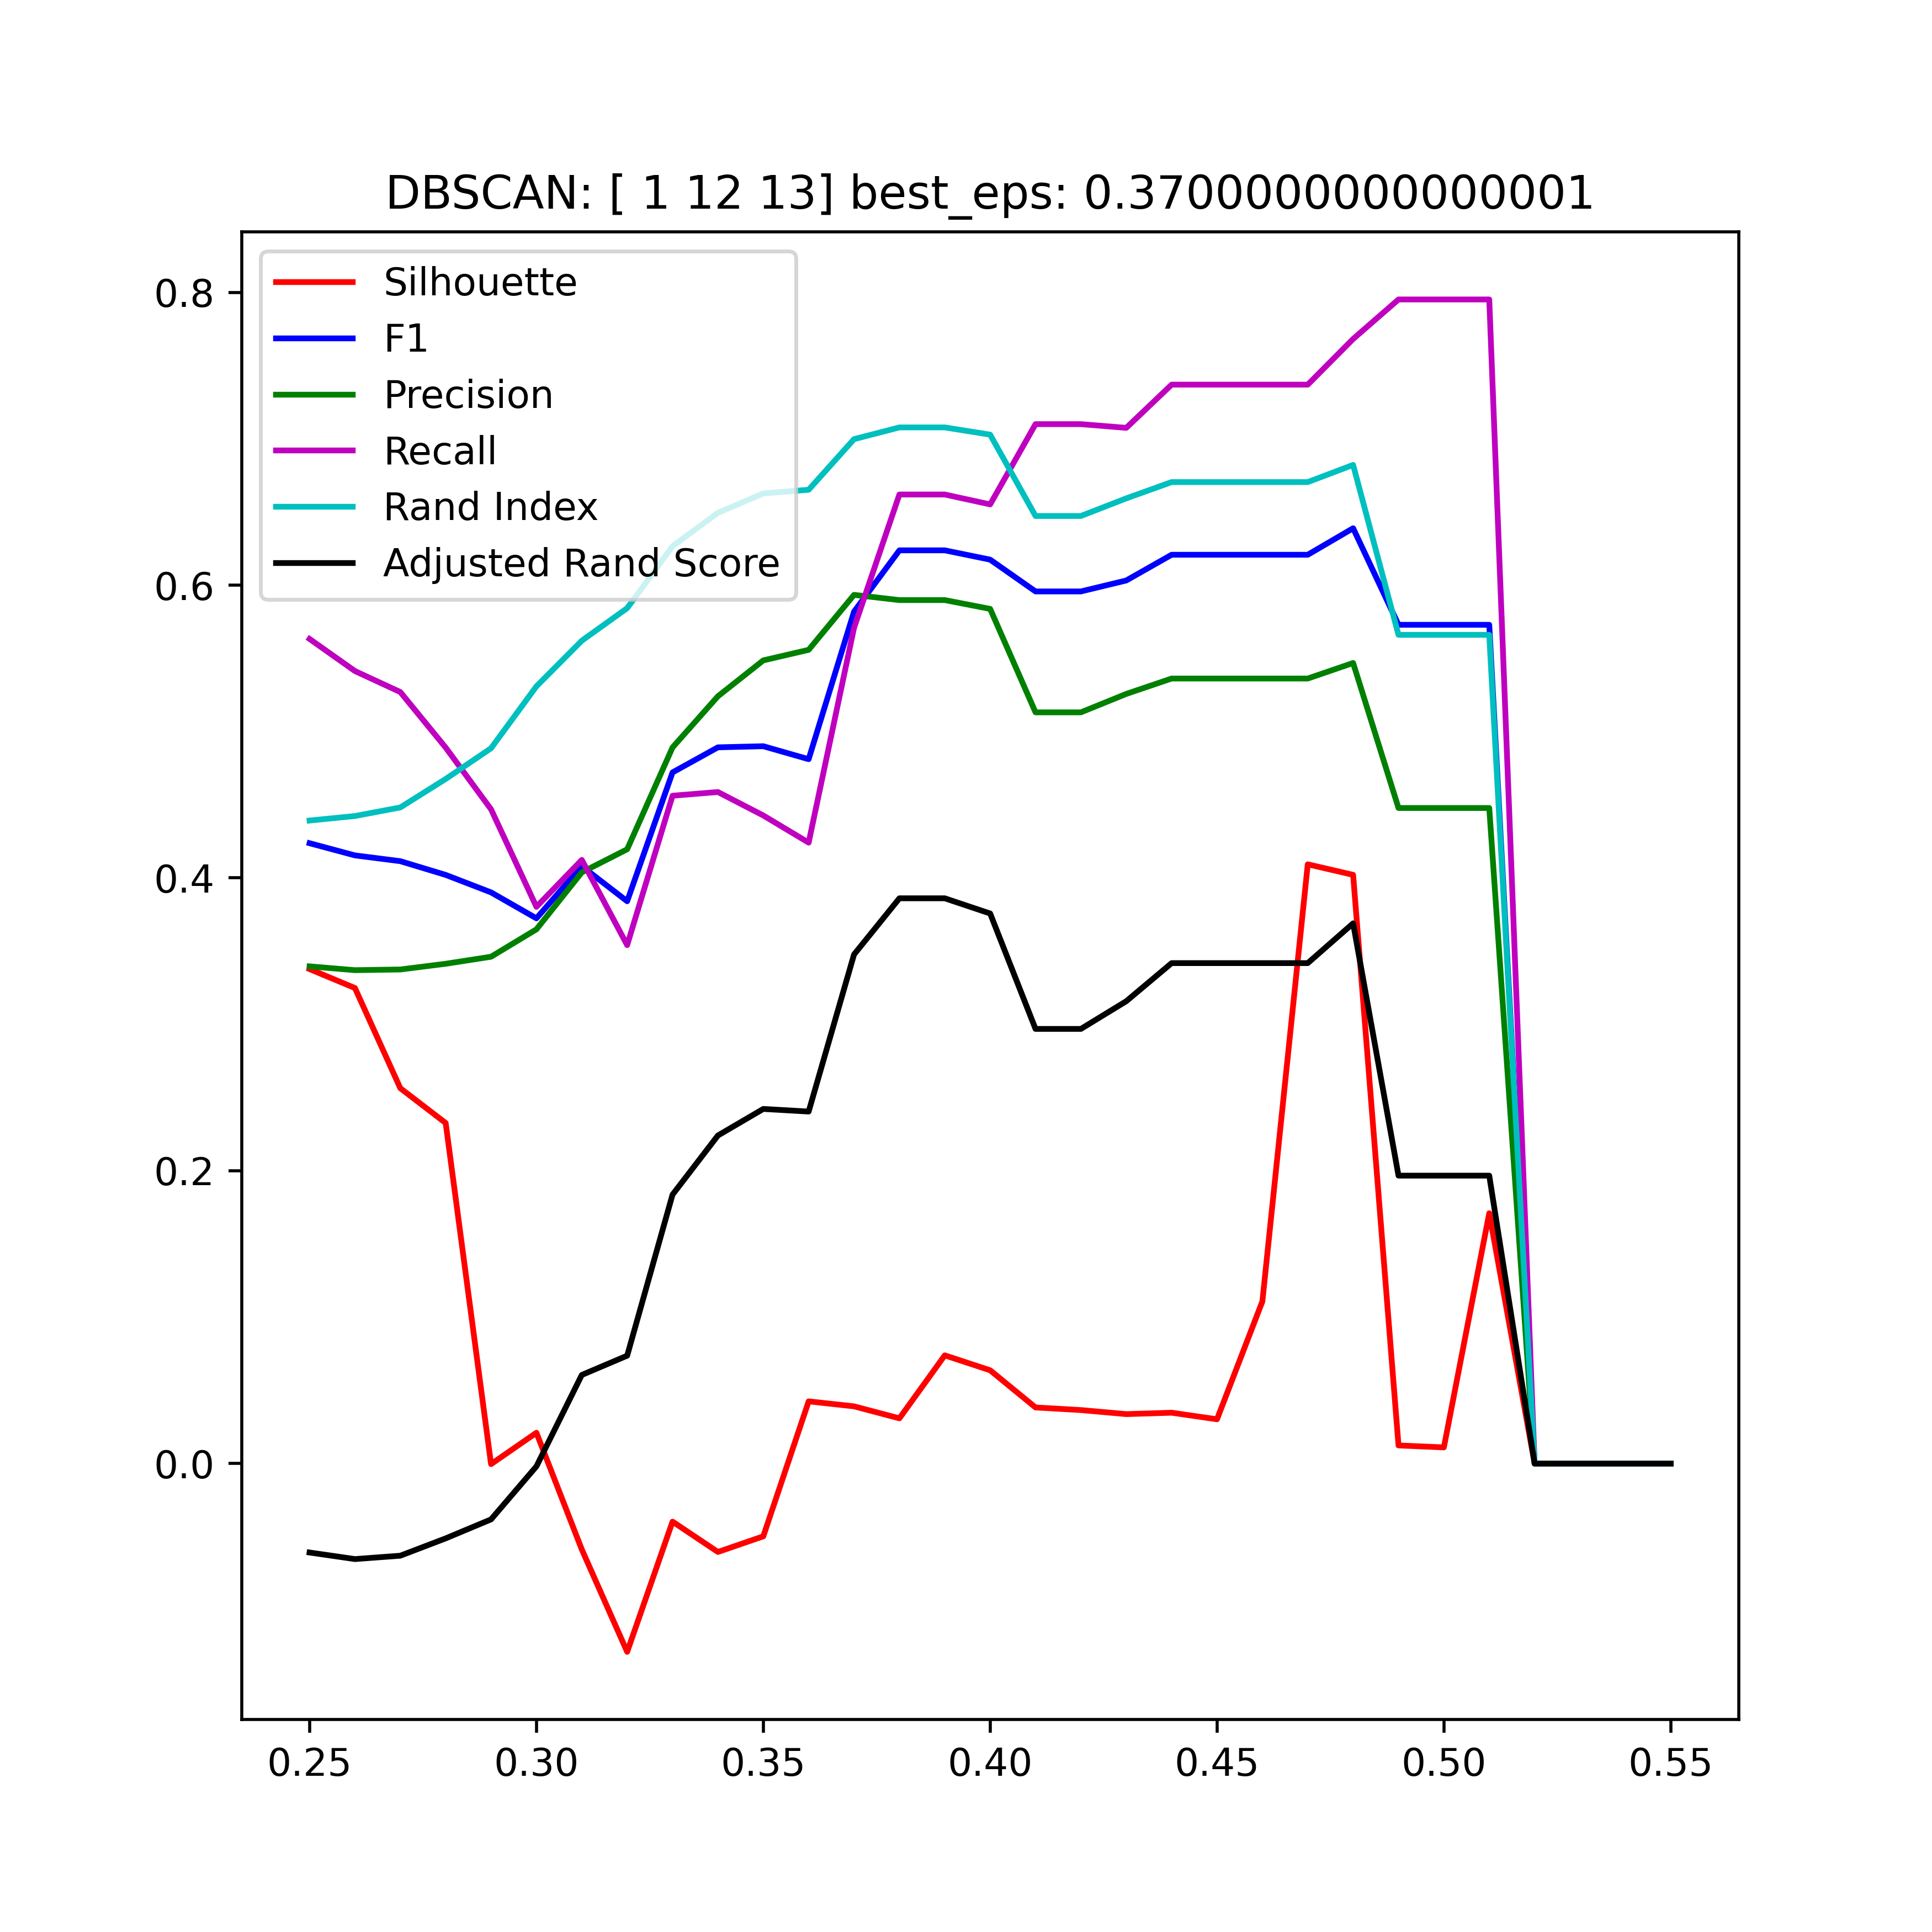 DBSCAN: [ 1 12 13] best_eps: 0.3700000000000001
Silhouette
F1
Precision
Recall
Rand Index
Adjusted Rand Score
0.8
0.6
0.4
0.2
0.0
0.25 0.30 0.35 0.40 0.45 0.50 0.55